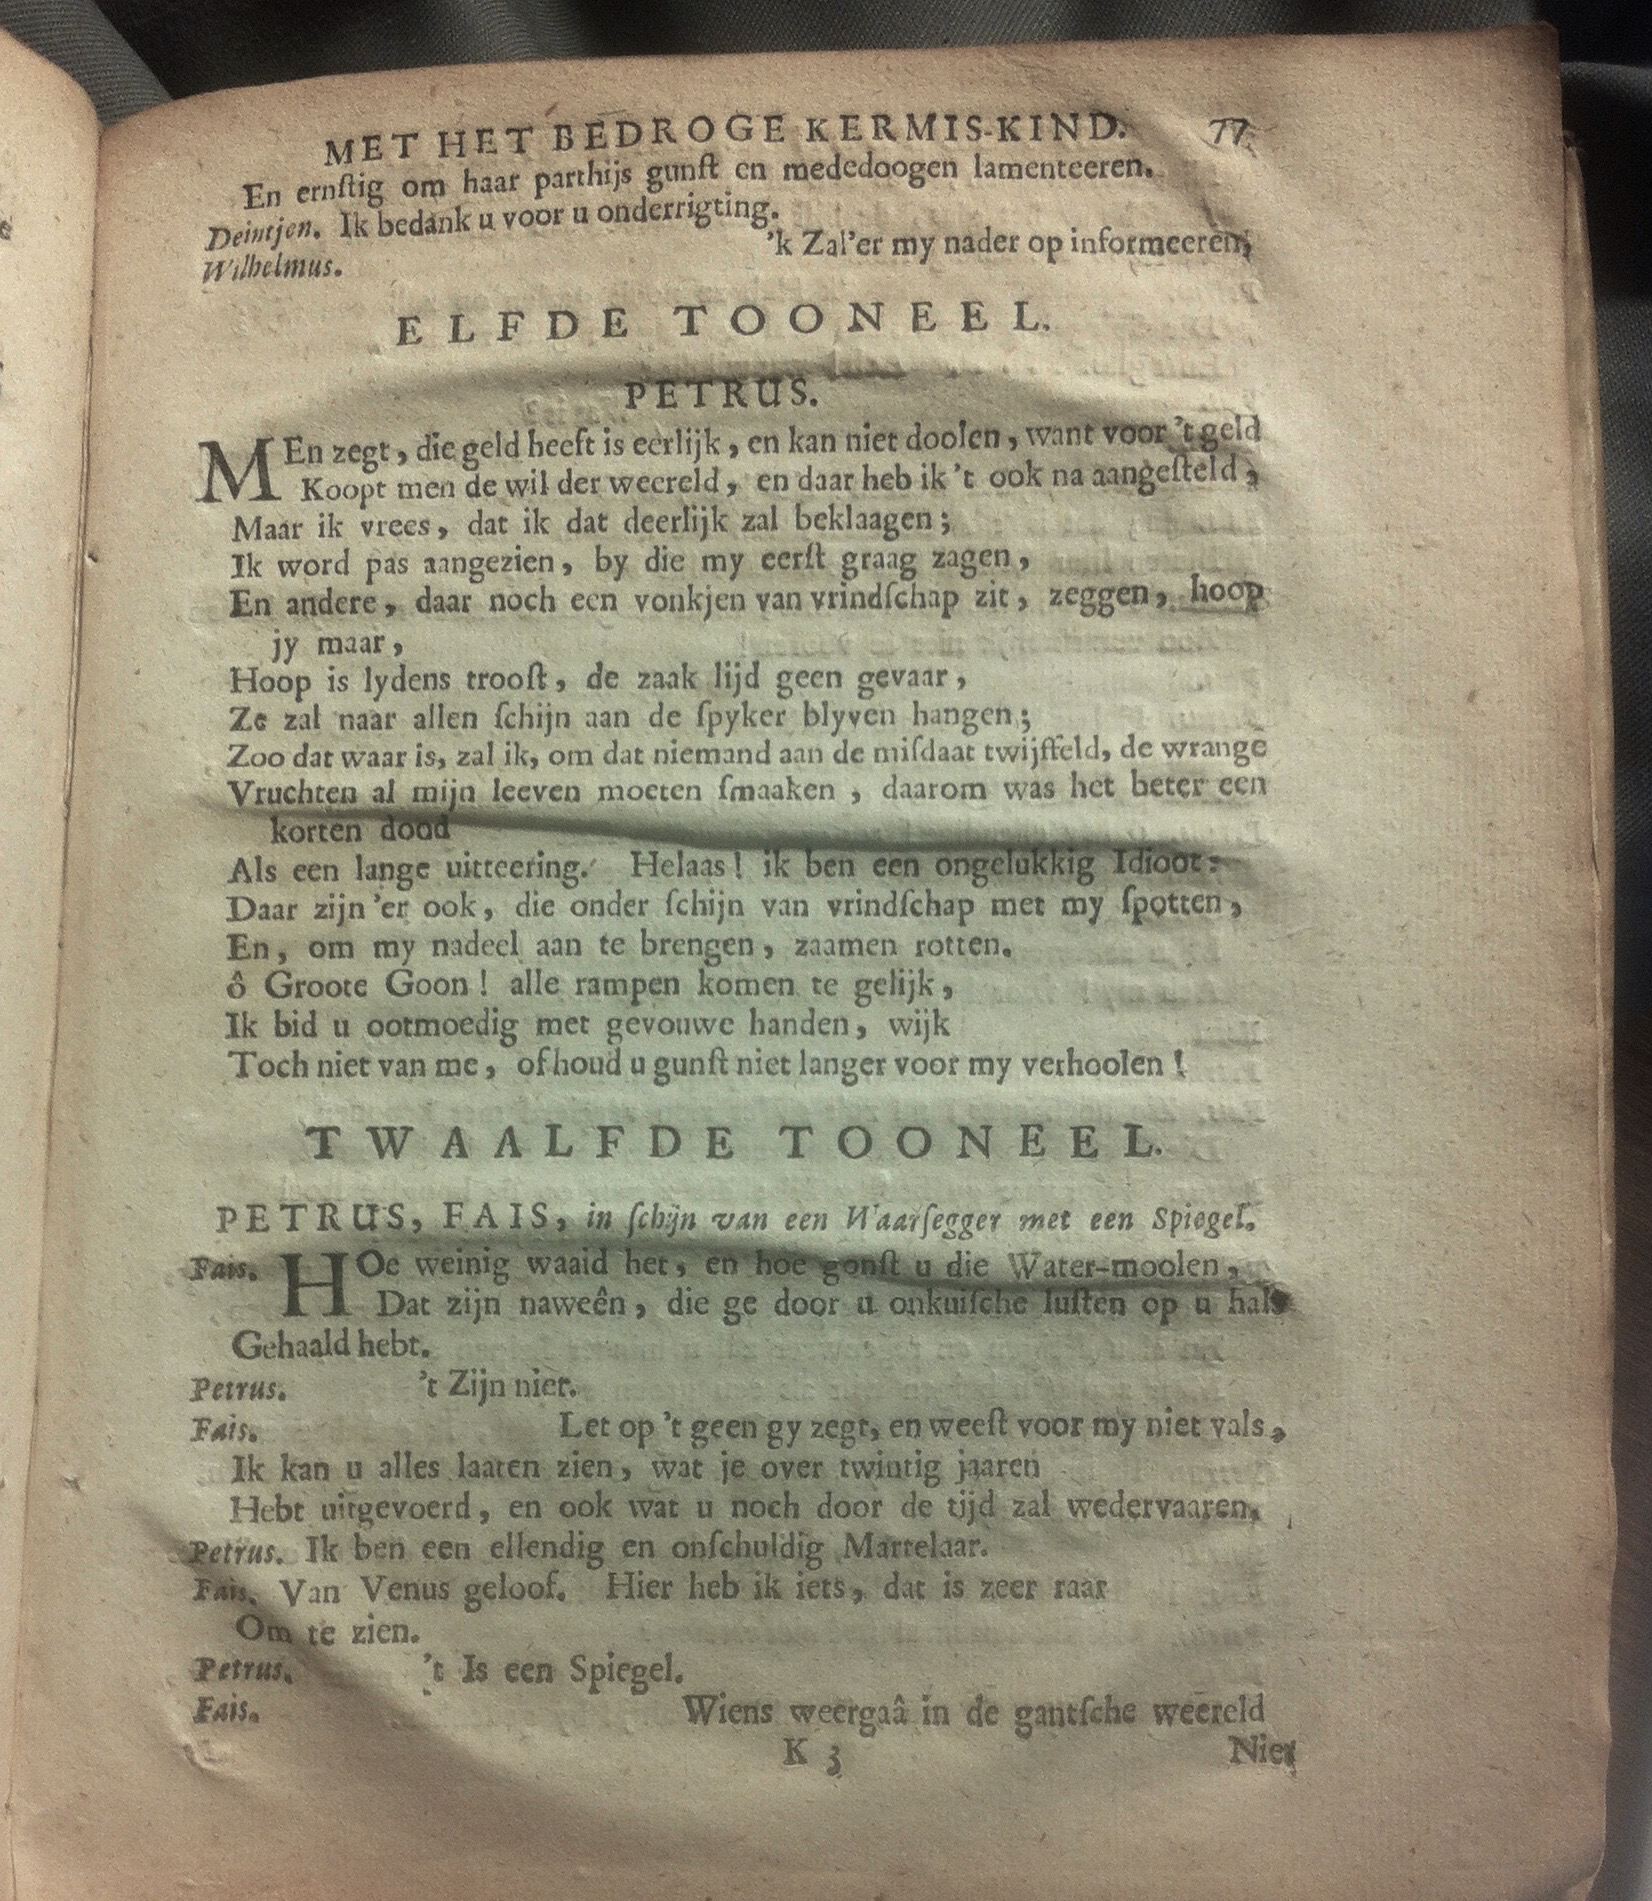 MET HET BEDROGE KERMIS-KIND. 77
En ernſtig om haar parthijs gunſt en mededoogen lamenteeren.
Deintjen. Ik bedank u voor u onderrigting.
Wilhelmus. 'k Zal'er my nader op informeeren;
ELFDE TOONEEL.
PETRUS.
MEn zegt, die geld heeft is eerlijk, en kan niet doolen, want voor 't geld
Koopt men de wil der weereld, en daar heb ik 't ook na aangeſteld,
Maar ik vrees, dat ik dat deerlijk zal beklaagen;
Ik word pas aangezien, by die my eerſt graag zagen,
En andere, daar noch een vonkjen van vrindſchap zit, zeggen, hoop
jy maar,
Hoop is lydens trooſt, de zaak lijd geen gevaar,
Ze zal naar allen ſchijn aan de ſpyker blyven hangen;
Zoo dat waar is, zal ik, om dat niemand aan de miſdaat twijffeld, de wrange
Vruchten al mijn leeven moeten ſmaaken, daarom was het beter een
korten dood
Als een lange uitteering. Helaas! ik ben een ongelukkig Idioot:
Daar zijn'er ook, die onder ſchijn van vrindſchap met my ſpotten,
En, om my nadeel aan te brengen, zaamen rotten.
ô Groote Goon! alle rampen komen te gelijk,
Ik bid u ootmoedig met gevouwe handen, wijk
Toch niet van me, of houd u gunſt niet langer voor my verhoolen!
TWAALFDE TOONEEL.
PETRUS, FAIS, in ſchijn van een Waarſegger met een Spiegel.
Fais. HOe weinig waaid het, en hoe gonſt u die Water-moolen,
Dat zijn naweên, die ge door u onkuiſche luſten op u hals
Gehaald hebt.
Petrus. 't Zijn niet.
Fais. Let op 't geen gy zegt, en weeſt voor my niet vals,
Ik kan u alles laaten zien, wat je over twintig jaaren
Hebt uitgevoerd, en ook wat u noch door de tijd zal wedervaaren.
Petrus. Ik ben een ellendig en onſchuldig Martelaar.
Fais. Van Venus geloof. Hier heb ik iets, dat is zeer raar
Om te zien.
Petrus. 't Is een Spiegel.
Fais. Wiens weergaâ in de gantſche weereld
K 3 Niet